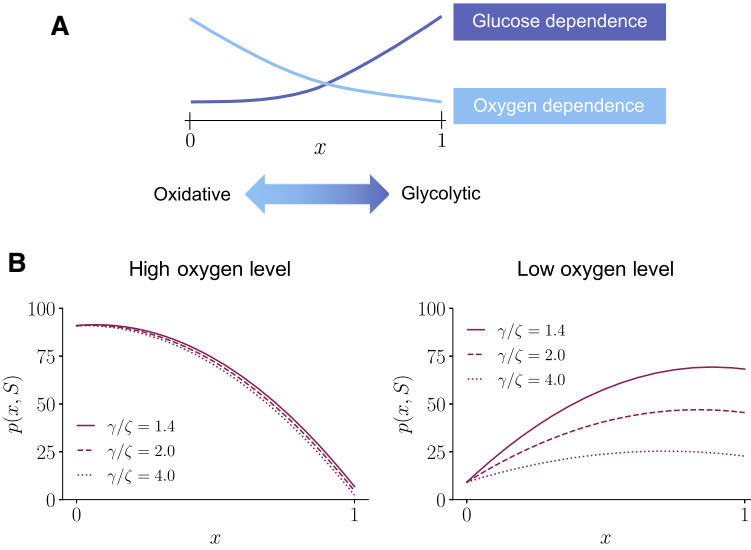 A
Glucose dependence
Oxygen dependence
0
1
x
Oxidative
Glycolytic
B
High oxygen level
100
75
50
25
0
p(x, S)
γ/ζ = 1.4
γ/ζ = 2.0
γ/ζ = 4.0
0
1
x
Low oxygen level
100
75
50
25
0
p(x, S)
γ/ζ = 1.4
γ/ζ = 2.0
γ/ζ = 4.0
0
1
x